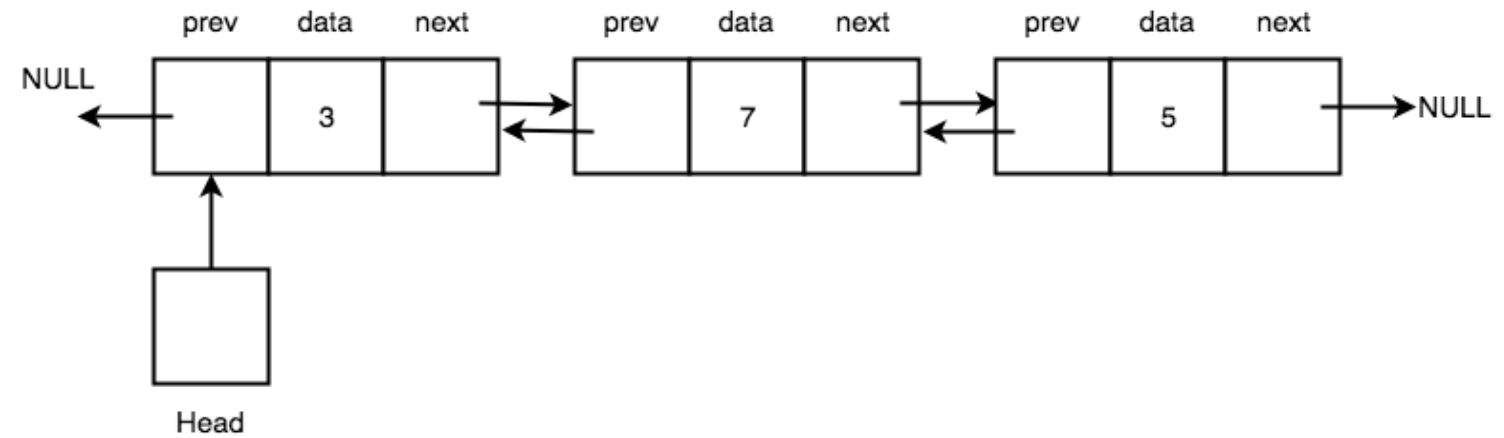 prev data next prev data next prev data next
NULL
3 7 5
NULL
Head